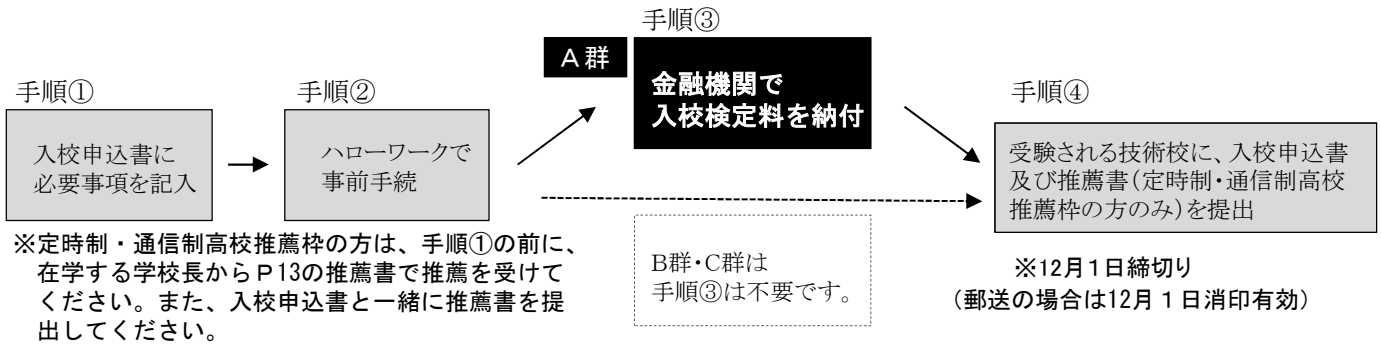 手順①
入校申込書に
必要事項を記入
手順②
ハローワークで
事前手続
A群
手順③
金融機関で
入校検定料を納付
手順④
受験される技術校に、入校申込書
及び推薦書（定時制・通信制高校
推薦枠の方のみ）を提出
※定時制・通信制高校推薦枠の方は、手順①の前に、
在学する学校長からＰ13の推薦書で推薦を受けて
ください。また、入校申込書と一緒に推薦書を提
出してください。
B群・C群は
手順③は不要です。
※12月１日締切り
（郵送の場合は12月１日消印有効）